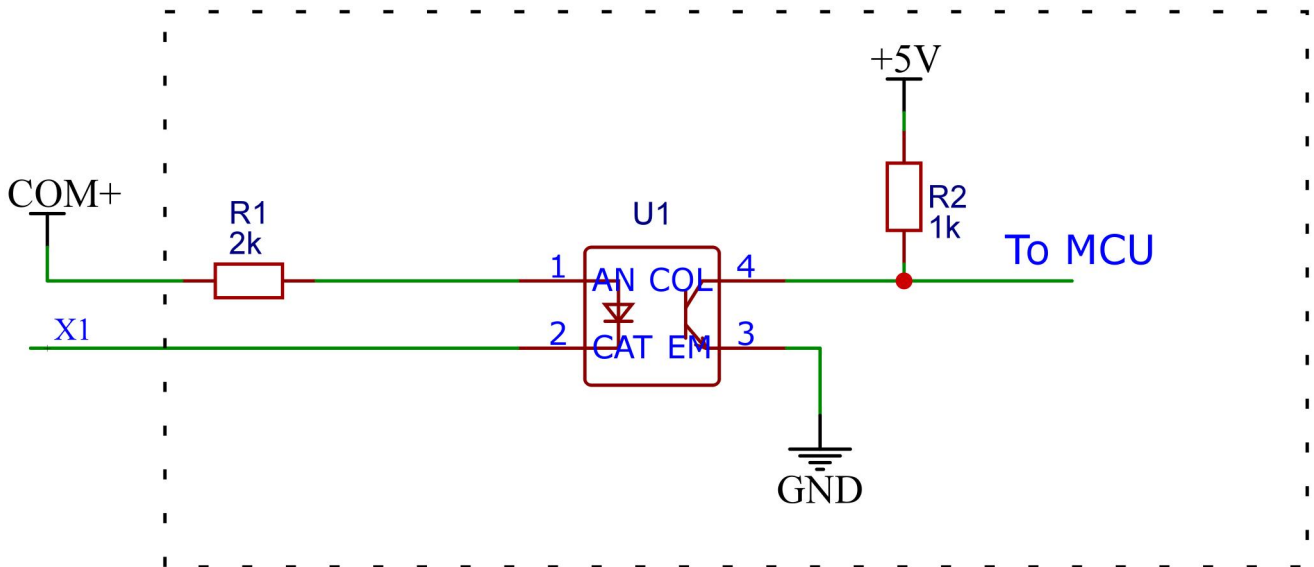 +5V
COM+
R1
2k
U1
R2
1k
To MCU
1
AN
COL
4
X1
2
CAT
EM
3
GND